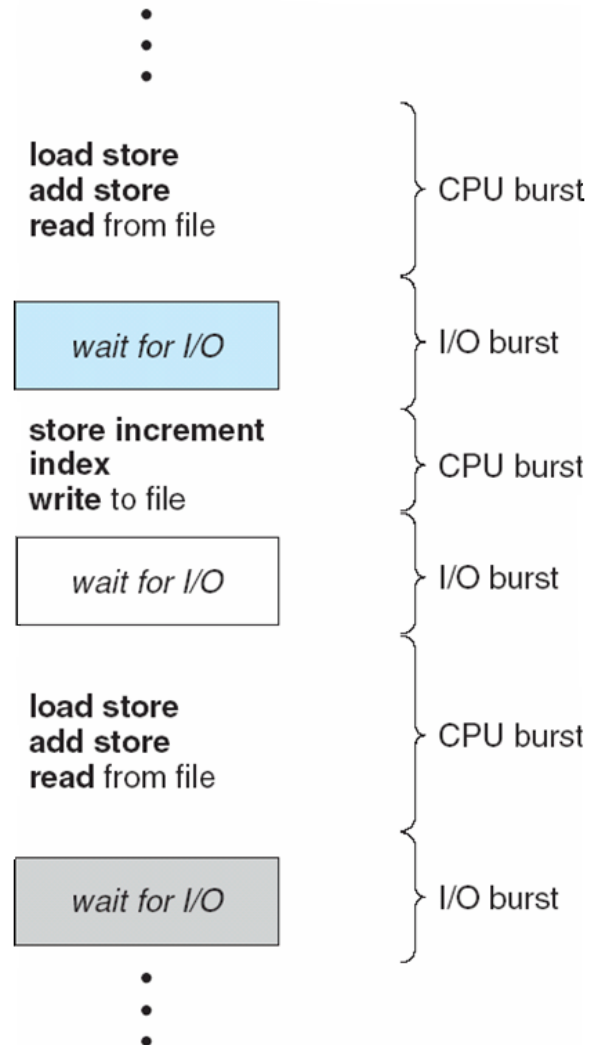 load store
add store
read from file
CPU burst
wait for I/O
I/O burst
store increment
index
write to file
CPU burst
wait for I/O
I/O burst
load store
add store
read from file
CPU burst
wait for I/O
I/O burst